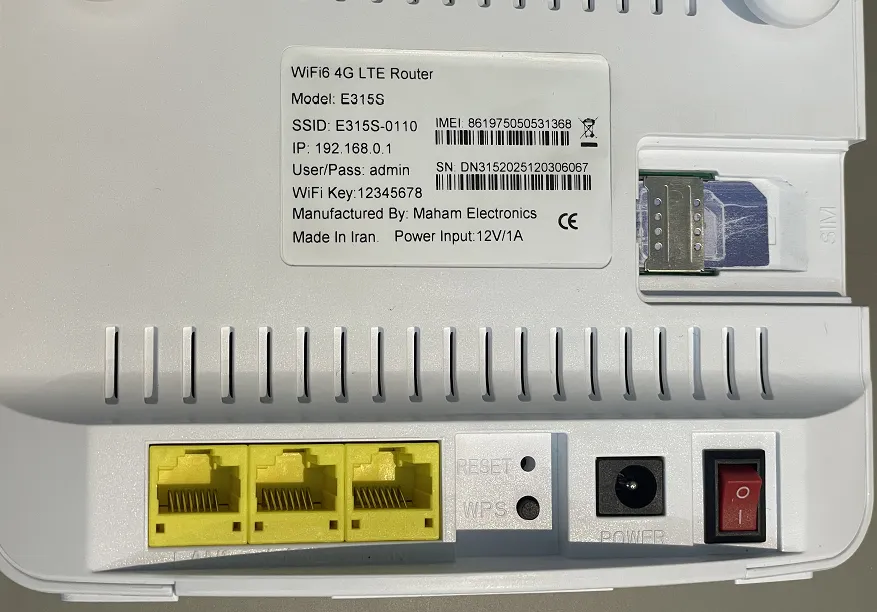 WiFi6 4G LTE Router
Model: E315S
SSID: E315S-0110
IMEI: 861975050531368
IP: 192.168.0.1
User/Pass: admin
SN: DN3152025120306067
WiFi Key:12345678
Manufactured By: Maham Electronics
CE
Made In Iran. Power Input:12V/1A
SIM
RESET
WPS
POWER
O
I